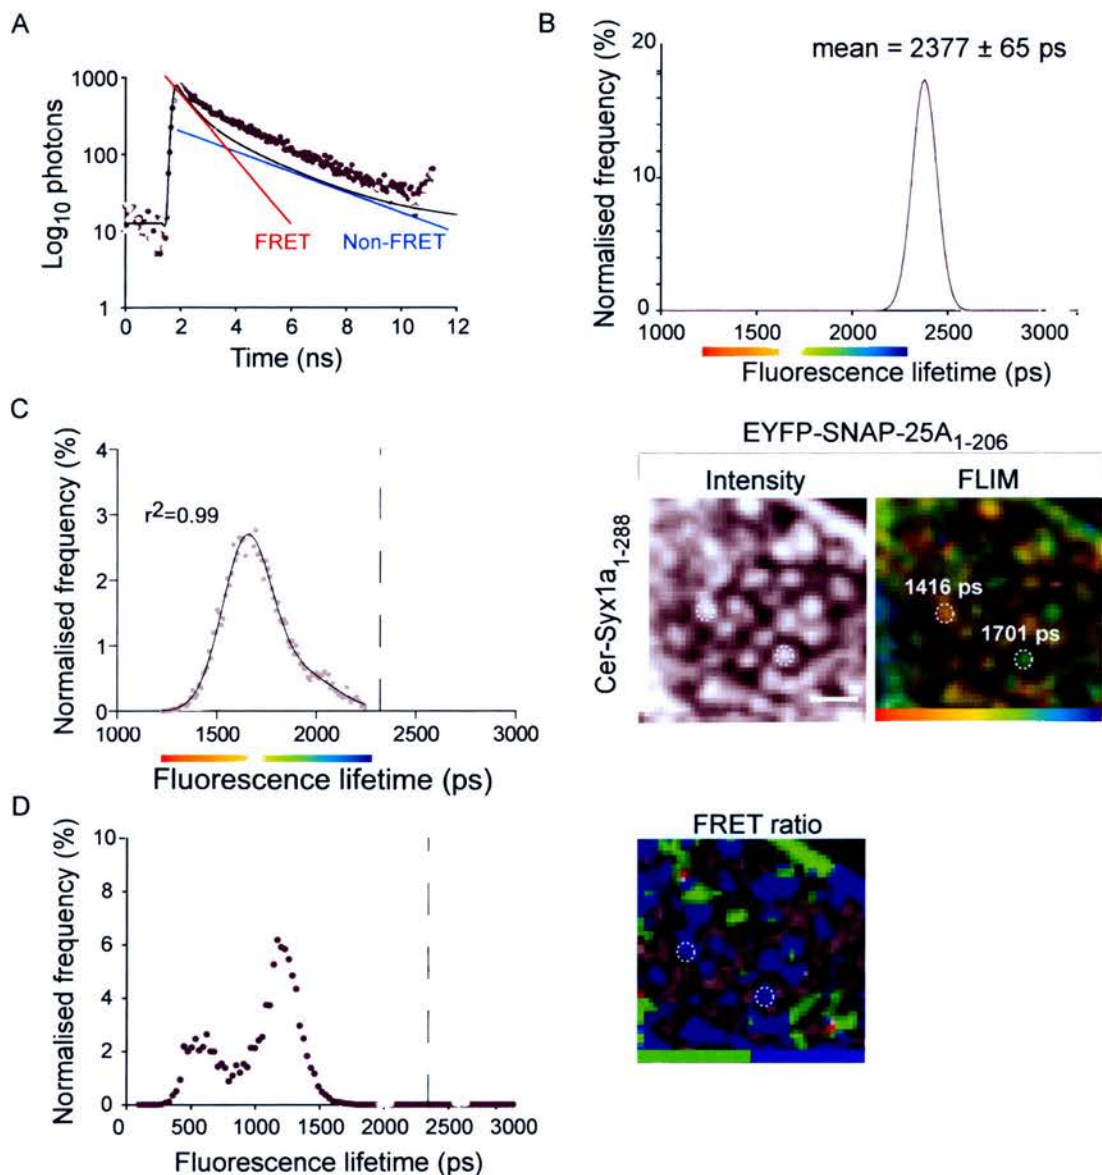 A
1000
100
10
1
Log10 photons
FRET
Non-FRET
0 2 4 6 8 10 12
Time (ns)
B
mean = 2377 ± 65 ps
20
10
0
Normalised frequency (%)
1000 1500 2000 2500 3000
Fluorescence lifetime (ps)
C
4
3
2
1
0
Normalised frequency (%)
r2=0.99
1000 1500 2000 2500 3000
Fluorescence lifetime (ps)
EYFP-SNAP-25A1-206
Intensity FLIM
Cer-Syx1a1-288
1416 ps
1701 ps
D
10
8
6
4
2
0
Normalised frequency (%)
0 500 1000 1500 2000 2500 3000
Fluorescence lifetime (ps)
FRET ratio